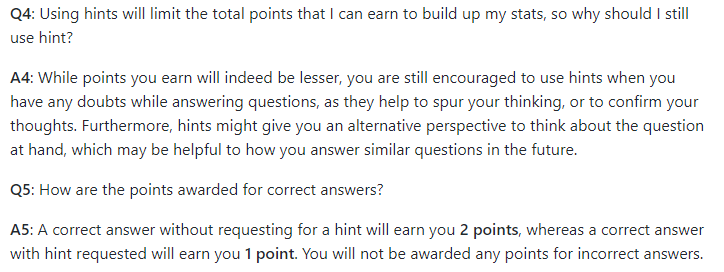 Q4: Using hints will limit the total points that I can earn to build up my stats, so why should I still
use hint?
A4: While points you earn will indeed be lesser, you are still encouraged to use hints when you
have any doubts while answering questions, as they help to spur your thinking, or to confirm your
thoughts. Furthermore, hints might give you an alternative perspective to think about the question
at hand, which may be helpful to how you answer similar questions in the future.
Q5: How are the points awarded for correct answers?
A5: A correct answer without requesting for a hint will earn you 2 points, whereas a correct answer
with hint requested will earn you 1 point. You will not be awarded any points for incorrect answers.